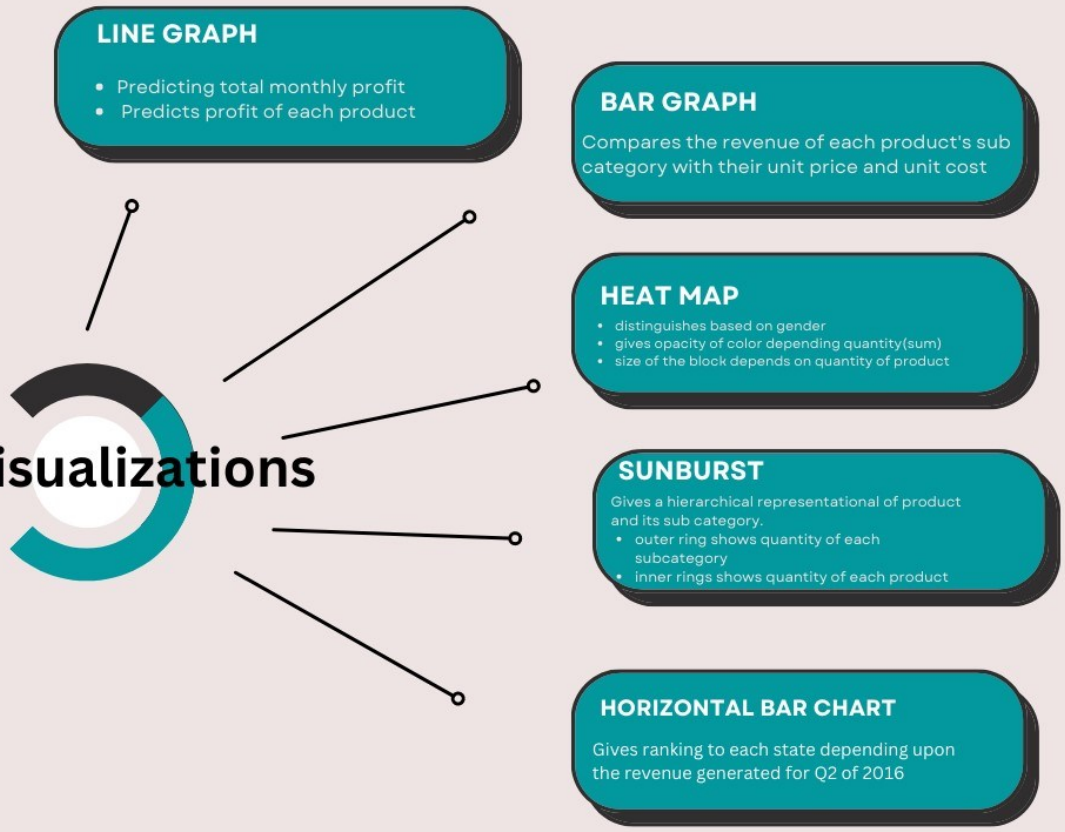 LINE GRAPH
• Predicting total monthly profit
• Predicts profit of each product
BAR GRAPH
Compares the revenue of each product's sub
category with their unit price and unit cost
HEAT MAP
• distinguishes based on gender
• gives opacity of color depending quantity(sum)
• size of the block depends on quantity of product
isualizations
SUNBURST
Gives a hierarchical representational of product
and its sub category.
• outer ring shows quantity of each
subcategory
• inner rings shows quantity of each product
HORIZONTAL BAR CHART
Gives ranking to each state depending upon
the revenue generated for Q2 of 2016